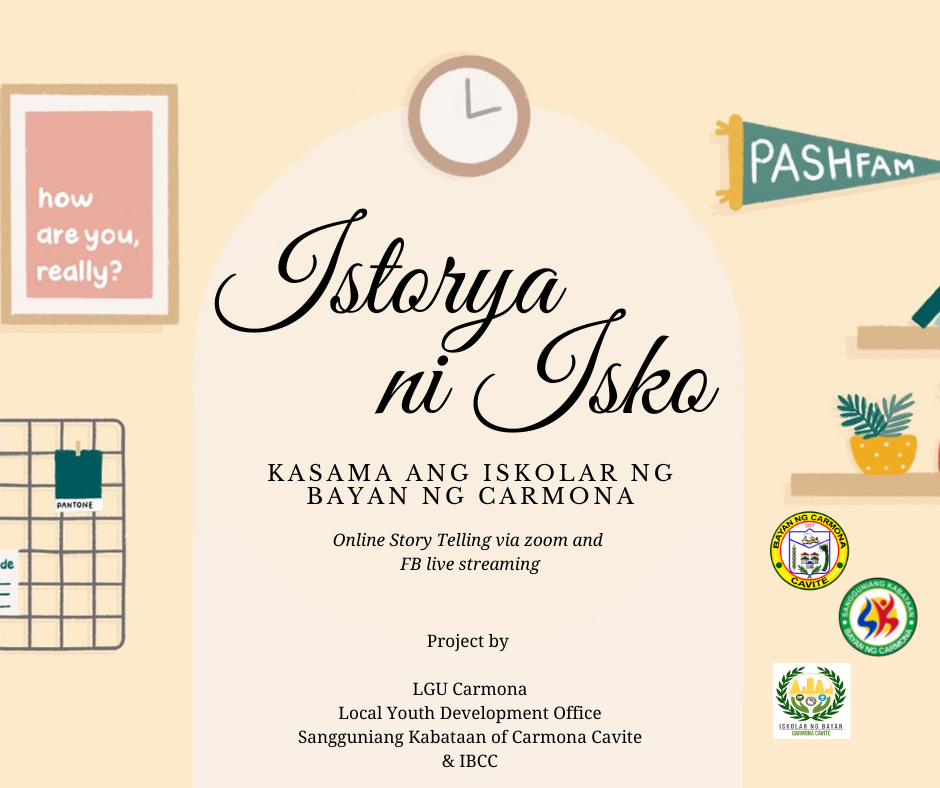 how
are you,
really?
PASHFAM
Istorya
ni Isko
KASAMA ANG ISKOLAR NG
BAYAN NG CARMONA
Online Story Telling via zoom and
FB live streaming
PANTONE
de
BAYAN NG CARMONA
CAVITE
SANGGUNIANG KABATAAN
BAYAN NG CARMONA
ISKOLAR NG BAYAN
CARMONA CAVITE
Project by
LGU Carmona
Local Youth Development Office
Sangguniang Kabataan of Carmona Cavite
& IBCC